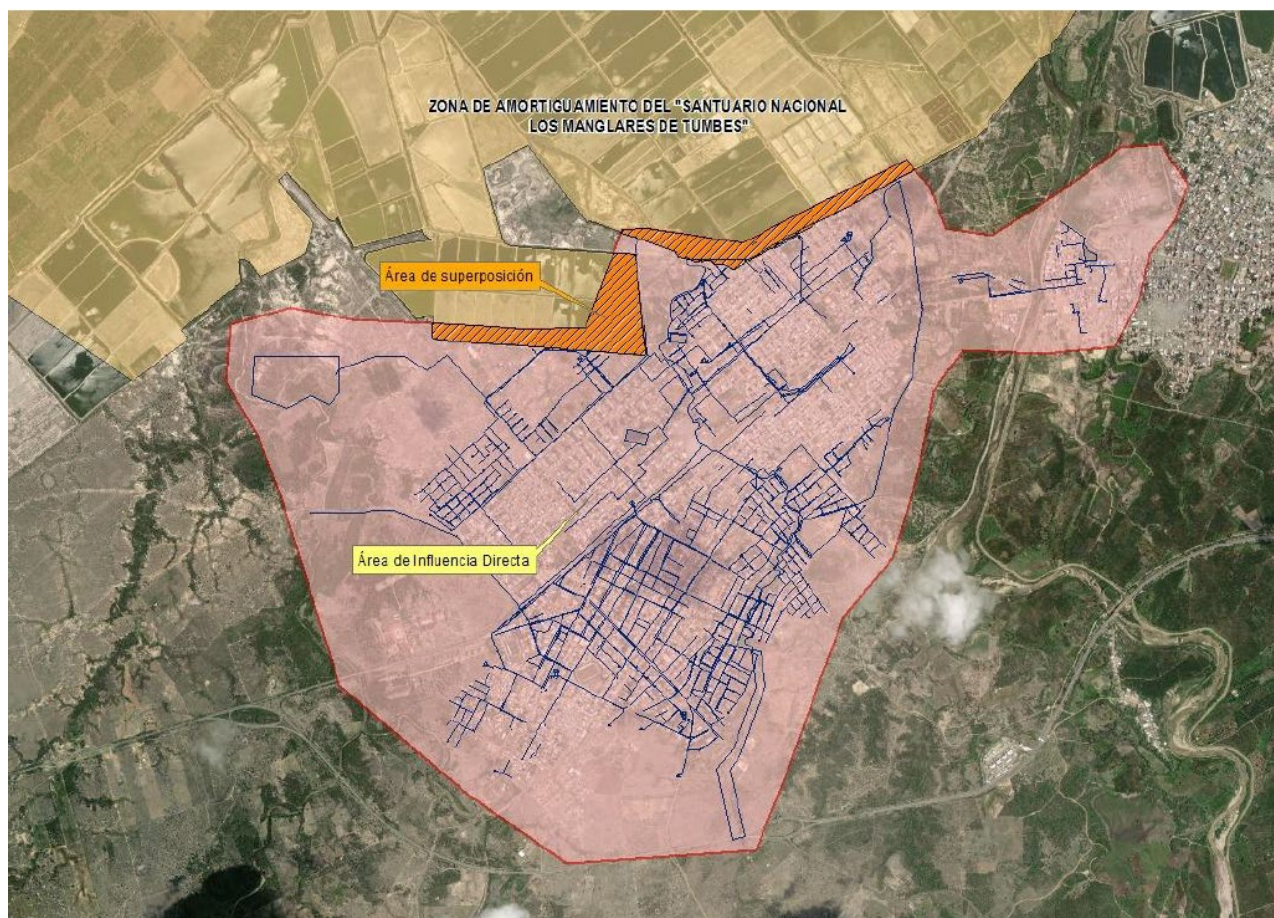 ZONA DE AMORTIGUAMIENTO DEL "SANTUARIO NACIONAL
LOS MANGLARES DE TUMBES"
Área de superposición
Área de Influencia Directa